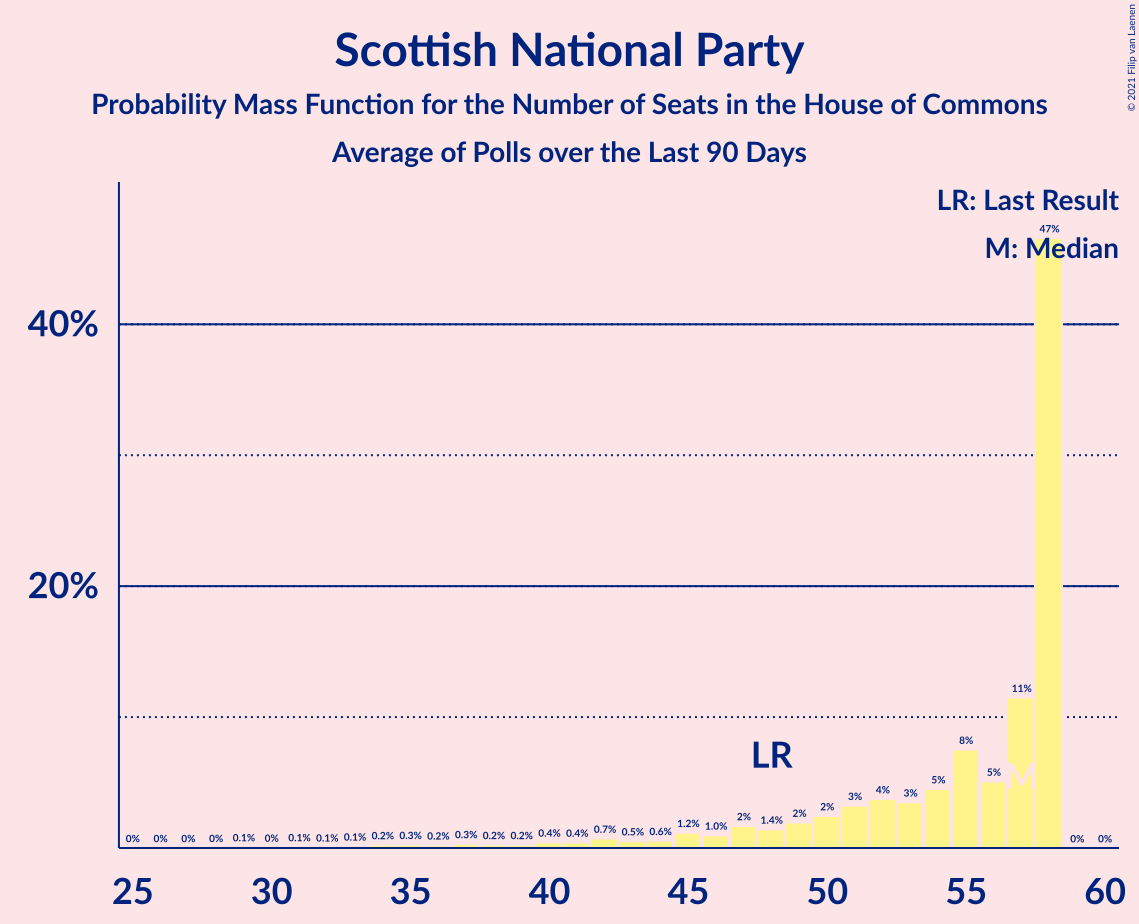 Scottish National Party
Probability Mass Function for the Number of Seats in the House of Commons
Average of Polls over the Last 90 Days
© 2021 Filip van Laenen
LR: Last Result
M: Median
40%
20%
0% 0% 0% 0% 0.1% 0% 0.1% 0.1% 0.1% 0.2% 0.3% 0.2% 0.3% 0.2% 0.2% 0.4% 0.4% 0.7% 0.5% 0.6% 1.2% 1.0% 2% 1.4% 2% 2% 3% 4% 3% 5% 8% 5% 11% 47% 0% 0%
LR
M
25 30 35 40 45 50 55 60